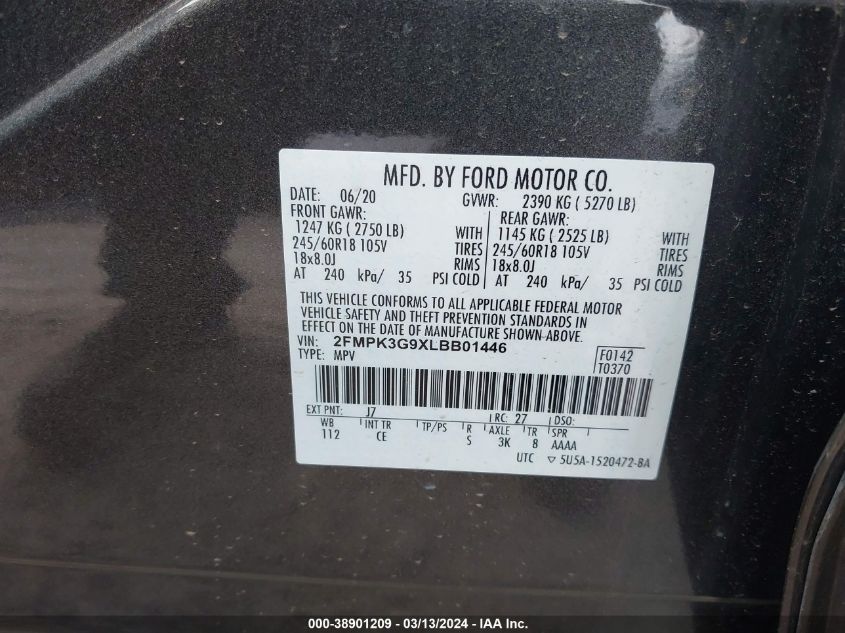 MFD. BY FORD MOTOR CO.
DATE: 06/20 GVWR: 2390 KG ( 5270 LB)
FRONT GAWR: REAR GAWR:
1247 KG ( 2750 LB) WITH 1145 KG ( 2525 LB) WITH
245/60R18 105V TIRES 245/60R18 105V TIRES
18x8.0J RIMS 18x8.0J RIMS
AT 240 kPa/ 35 PSI COLD AT 240 kPa/ 35 PSI COLD
THIS VEHICLE CONFORMS TO ALL APPLICABLE FEDERAL MOTOR
VEHICLE SAFETY AND THEFT PREVENTION STANDARDS IN
EFFECT ON THE DATE OF MANUFACTURE SHOWN ABOVE.
VIN: 2FMPK3G9XLBB01446
TYPE: MPV
F0142
T0370
EXT PNT: J7 RC: 27 DSO:
WB INT TR TP/PS R AXLE TR SPR
112 CE S 3K 8 AAAA
UTC ▽ 5U5A-1520472-BA
000-38901209 - 03/13/2024 - IAA Inc.